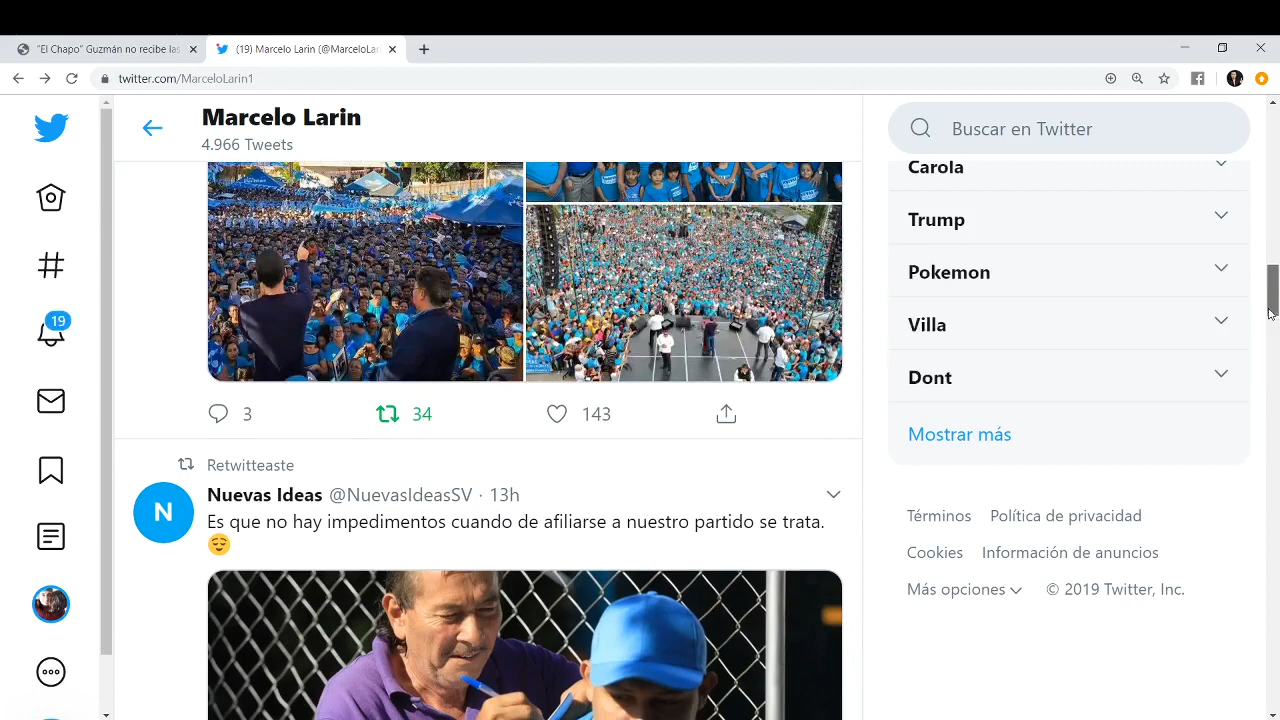 "El Chapo" Guzmán no recibe las
(19) Marcelo Larin (@MarceloLari
twitter.com/MarceloLarin1
Marcelo Larin
4.966 Tweets
Buscar en Twitter
Carola
Trump
Pokemon
Villa
Dont
Mostrar más
19
3
34
143
Retwitteaste
Nuevas Ideas @NuevasIdeasSV · 13h
N
Es que no hay impedimentos cuando de afiliarse a nuestro partido se trata.
😌
Términos Política de privacidad
Cookies Información de anuncios
Más opciones © 2019 Twitter, Inc.